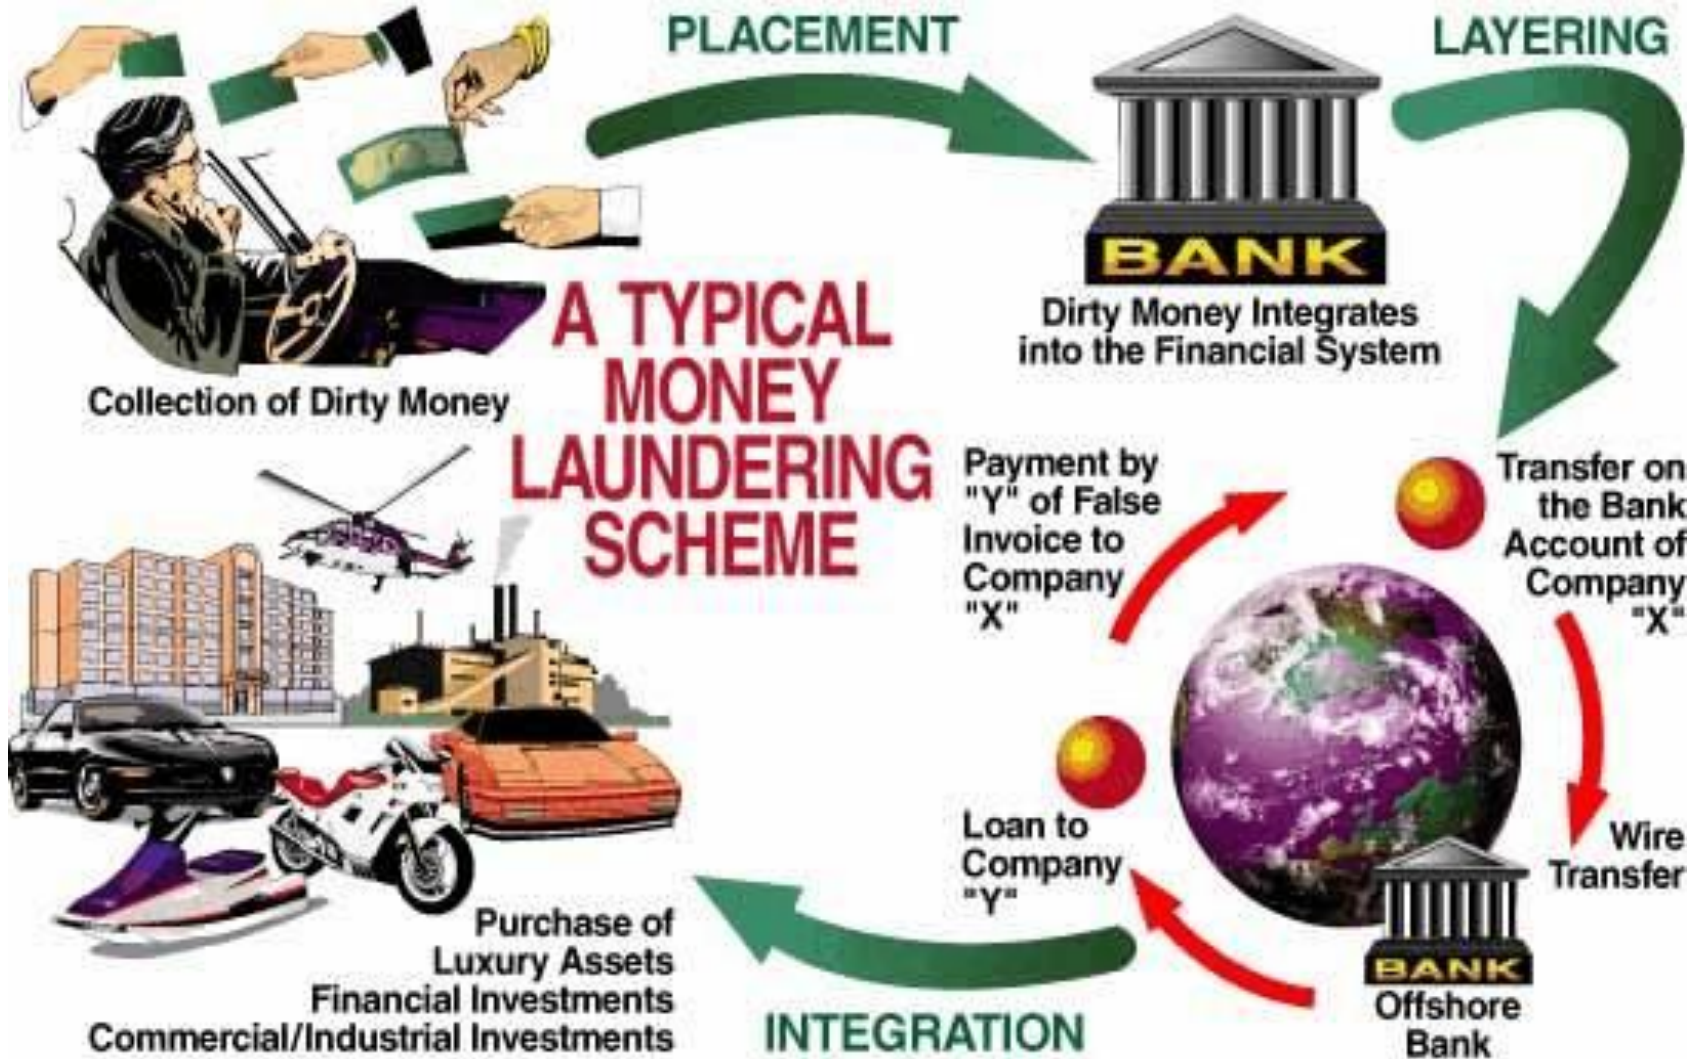 PLACEMENT
LAYERING
BANK
Dirty Money Integrates
into the Financial System
Collection of Dirty Money
A TYPICAL
MONEY
LAUNDERING
SCHEME
Payment by
"Y" of False
Invoice to
Company
"X"
Transfer on
the Bank
Account of
Company
"X"
Wire
Transfer
Loan to
Company
"Y"
BANK
Offshore
Bank
INTEGRATION
Purchase of
Luxury Assets
Financial Investments
Commercial/Industrial Investments